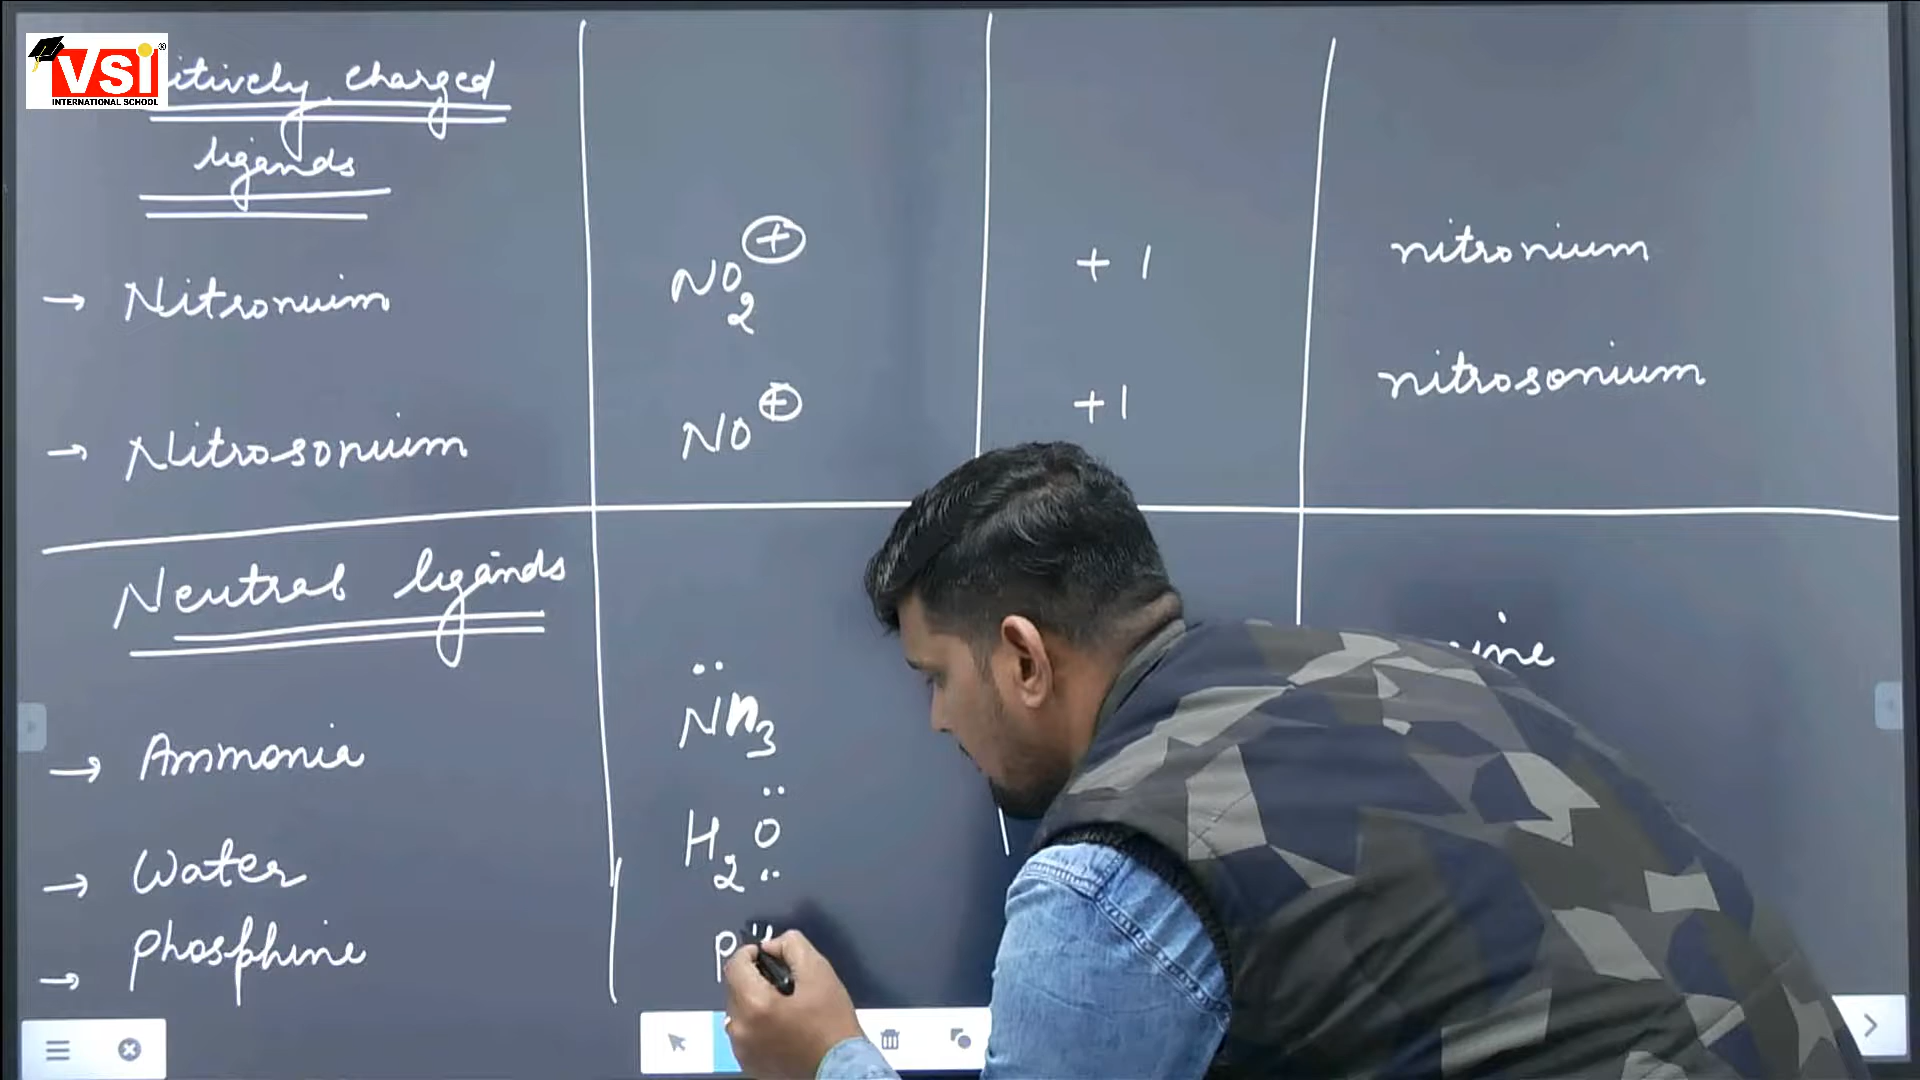 VSI
INTERNATIONAL SCHOOL
itively charged
ligands
→ Nitronium NO2⊕ +1 nitronium
→ Nitrosonium NO⊕ +1 nitrosonium
Neutral ligands
→ Ammonia NH3
→ Water H2O
→ Phosphine P